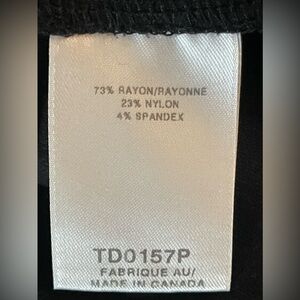 73% RAYON/RAYONNE
23% NYLON
4% SPANDEX
TD0157P
FABRIQUE AU/
MADE IN CANADA